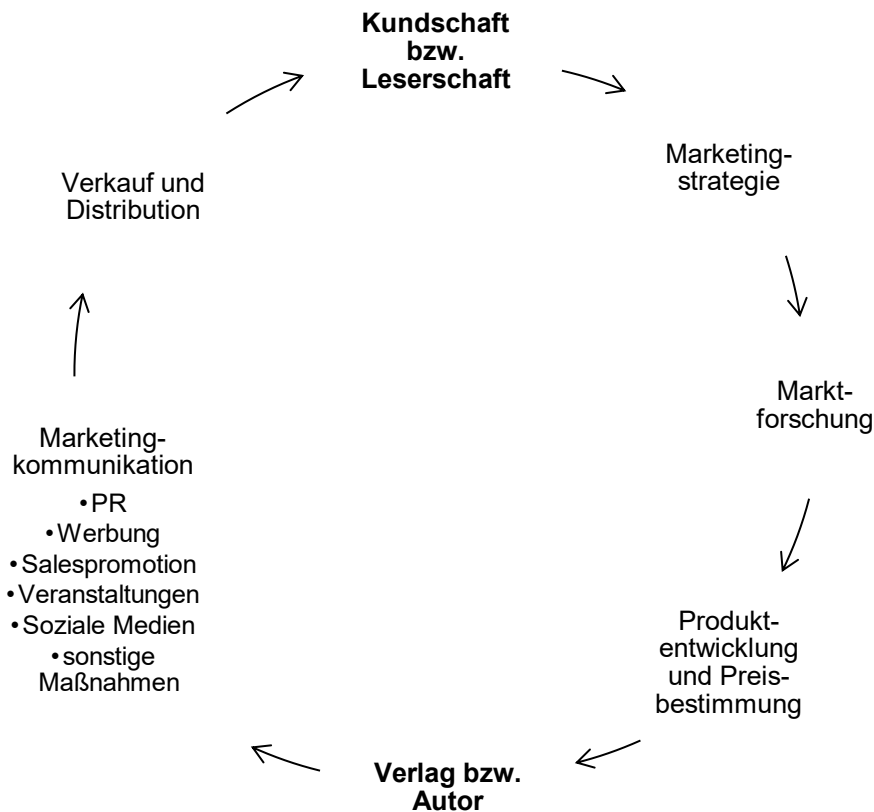 Kundschaft
bzw.
Leserschaft
Marketing-
strategie
Markt-
forschung
Produkt-
entwicklung
und Preis-
bestimmung
Verlag bzw.
Autor
Marketing-
kommunikation
•PR
•Werbung
•Salespromotion
•Veranstaltungen
•Soziale Medien
•sonstige
Maßnahmen
Verkauf und
Distribution